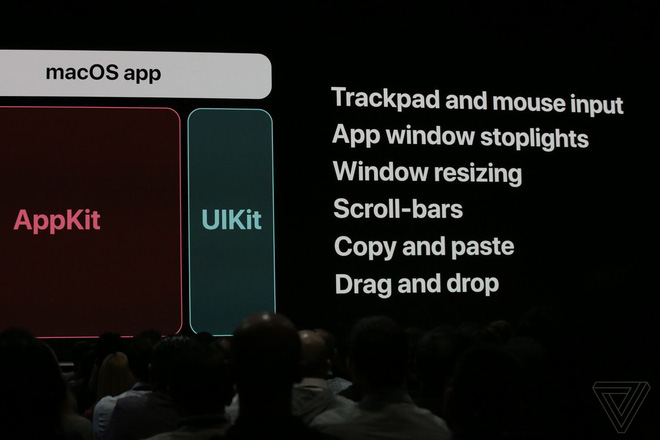 macOS app
AppKit
UIKit
Trackpad and mouse input
App window stoplights
Window resizing
Scroll-bars
Copy and paste
Drag and drop